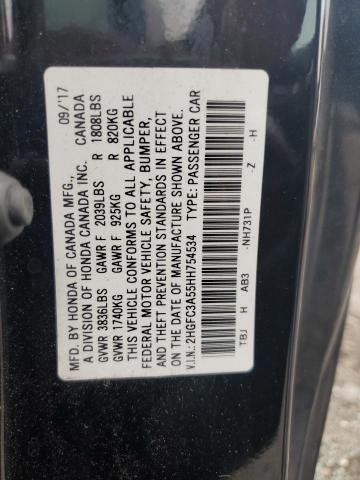 MFD. BY HONDA OF CANADA MFG., 09/'17
A DIVISION OF HONDA CANADA INC. CANADA
GVWR 3836LBS GAWR F 2039LBS R 1808LBS
GVWR 1740KG GAWR F 925KG R 820KG
THIS VEHICLE CONFORMS TO ALL APPLICABLE
FEDERAL MOTOR VEHICLE SAFETY, BUMPER,
AND THEFT PREVENTION STANDARDS IN EFFECT
ON THE DATE OF MANUFACTURE SHOWN ABOVE.
V.I.N.:2HGFC3A55HH754534 TYPE: PASSENGER CAR
TBJ H AB3 -NH731P -Z -H